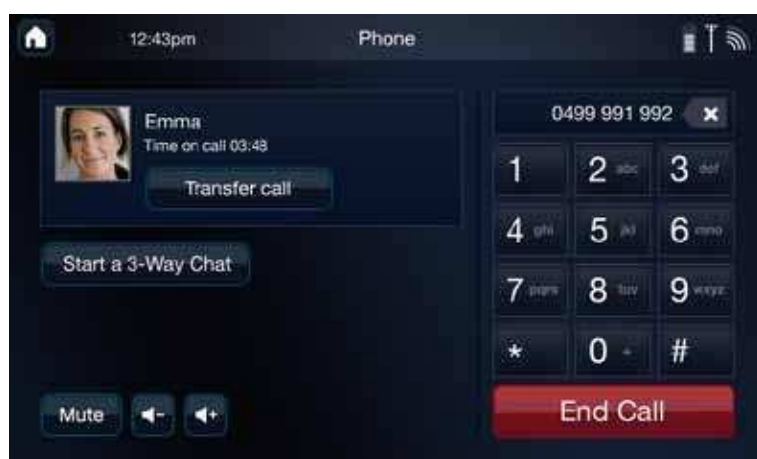 12:43pm
Phone
Emma
Time on call 03:48
Transfer call
Start a 3-Way Chat
Mute
-
+
0499 991 992
1
2 abc
3 def
4 ghi
5 jkl
6 mno
7 pqrs
8 tuv
9 wxyz
*
0 +
#
End Call